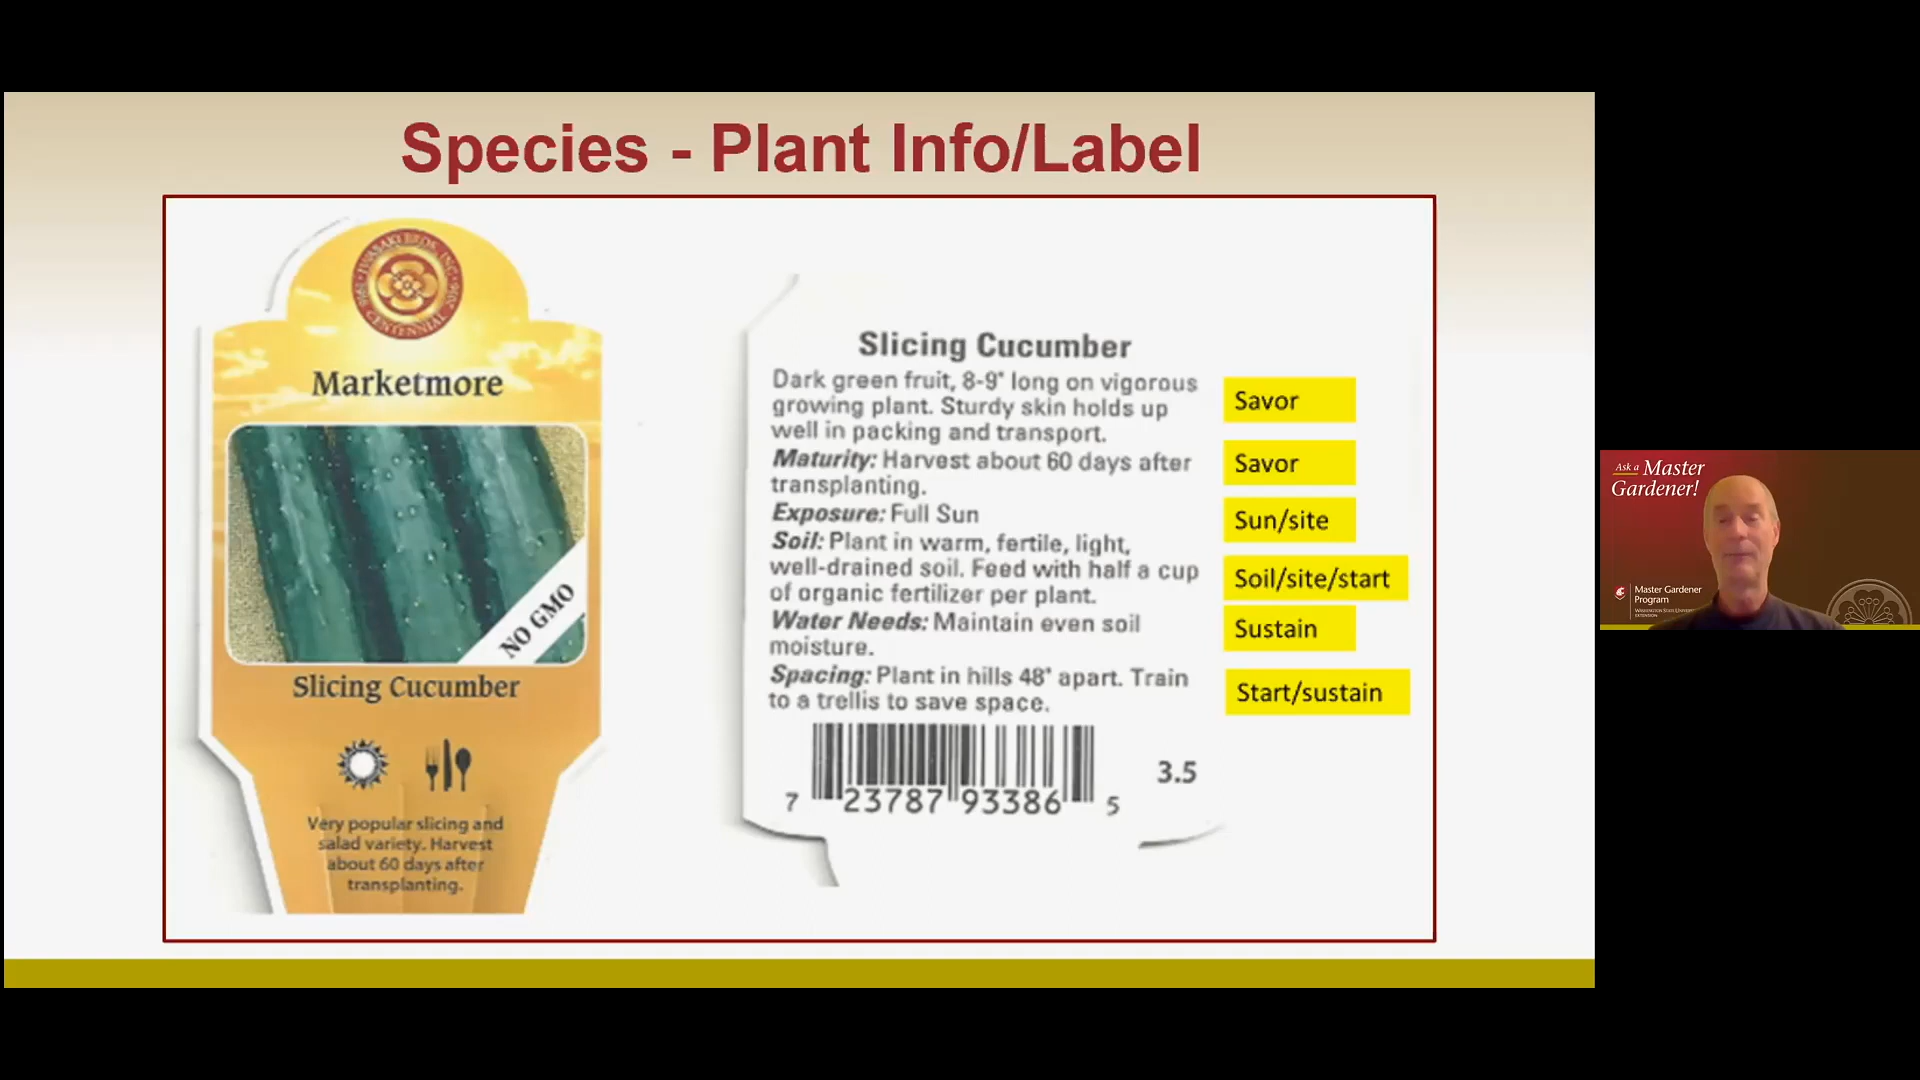 Species - Plant Info/Label
CENTENNIAL
Marketmore
NO GMO
Slicing Cucumber
Very popular slicing and
salad variety. Harvest
about 60 days after
transplanting.
Slicing Cucumber
Dark green fruit, 8-9" long on vigorous
growing plant. Sturdy skin holds up
well in packing and transport.
Maturity: Harvest about 60 days after
transplanting.
Exposure: Full Sun
Soil: Plant in warm, fertile, light,
well-drained soil. Feed with half a cup
of organic fertilizer per plant.
Water Needs: Maintain even soil
moisture.
Spacing: Plant in hills 48" apart. Train
to a trellis to save space.
7 23787 93386 5
3.5
Savor
Savor
Sun/site
Soil/site/start
Sustain
Start/sustain
Ask a Master
Gardener!
Master Gardener
Program